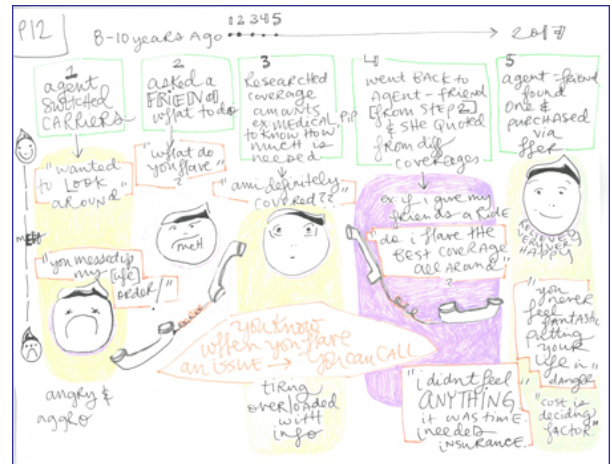 P12
8-10 years Ago
1 2 3 4 5
2017
1
agent
SWITCHED
CARRIERS
"wanted
to LOOK
AROUND"
"you messed up
my [life]
ORDER!"
angry &
aggro
2
asked a
FRIEND
what to do
"what do
you have"
?
meh
3
Researched
coverage
amounts
ex: MEDICAL PIP
to KNOW HOW
much is
needed
"am i definitely
covered??"
tiring
overloaded
with
info
4
went BACK to
AGENT-FRIEND
[from STEP 2]
& SHE QUOTED
from diff
coverages
ex: if i give my
friends a RIDE
"do i HAVE THE
BEST coverage
all around"
?
"i didn't feel
ANYTHING
it was time
i needed
INSURANCE."
5
agent-friend
found
one &
purchased
via
her
RELIEVED
HAPPY
"you
never
feel
FANTASTIC
putting
YOUR
life in
danger
"cost is
deciding
FACTOR."
MEH
you know
when you have
an issue → you can CALL